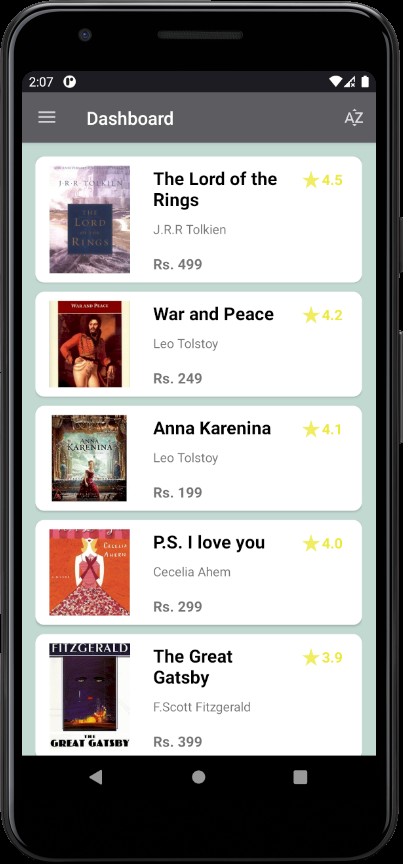 2:07
Dashboard
AZ
J·R·R·TOLKIEN
THE
LORD
OF THE
RINGS
The Lord of the
Rings
4.5
J.R.R Tolkien
Rs. 499
WAR AND PEACE
War and Peace
4.2
Leo Tolstoy
Rs. 249
ANNA
KARENINA
Anna Karenina
4.1
Leo Tolstoy
Rs. 199
CECELIA
AHERN
P.S. I love you
4.0
Cecelia Ahem
Rs. 299
FITZGERALD
THE
GREAT GATSBY
The Great
Gatsby
3.9
F.Scott Fitzgerald
Rs. 399